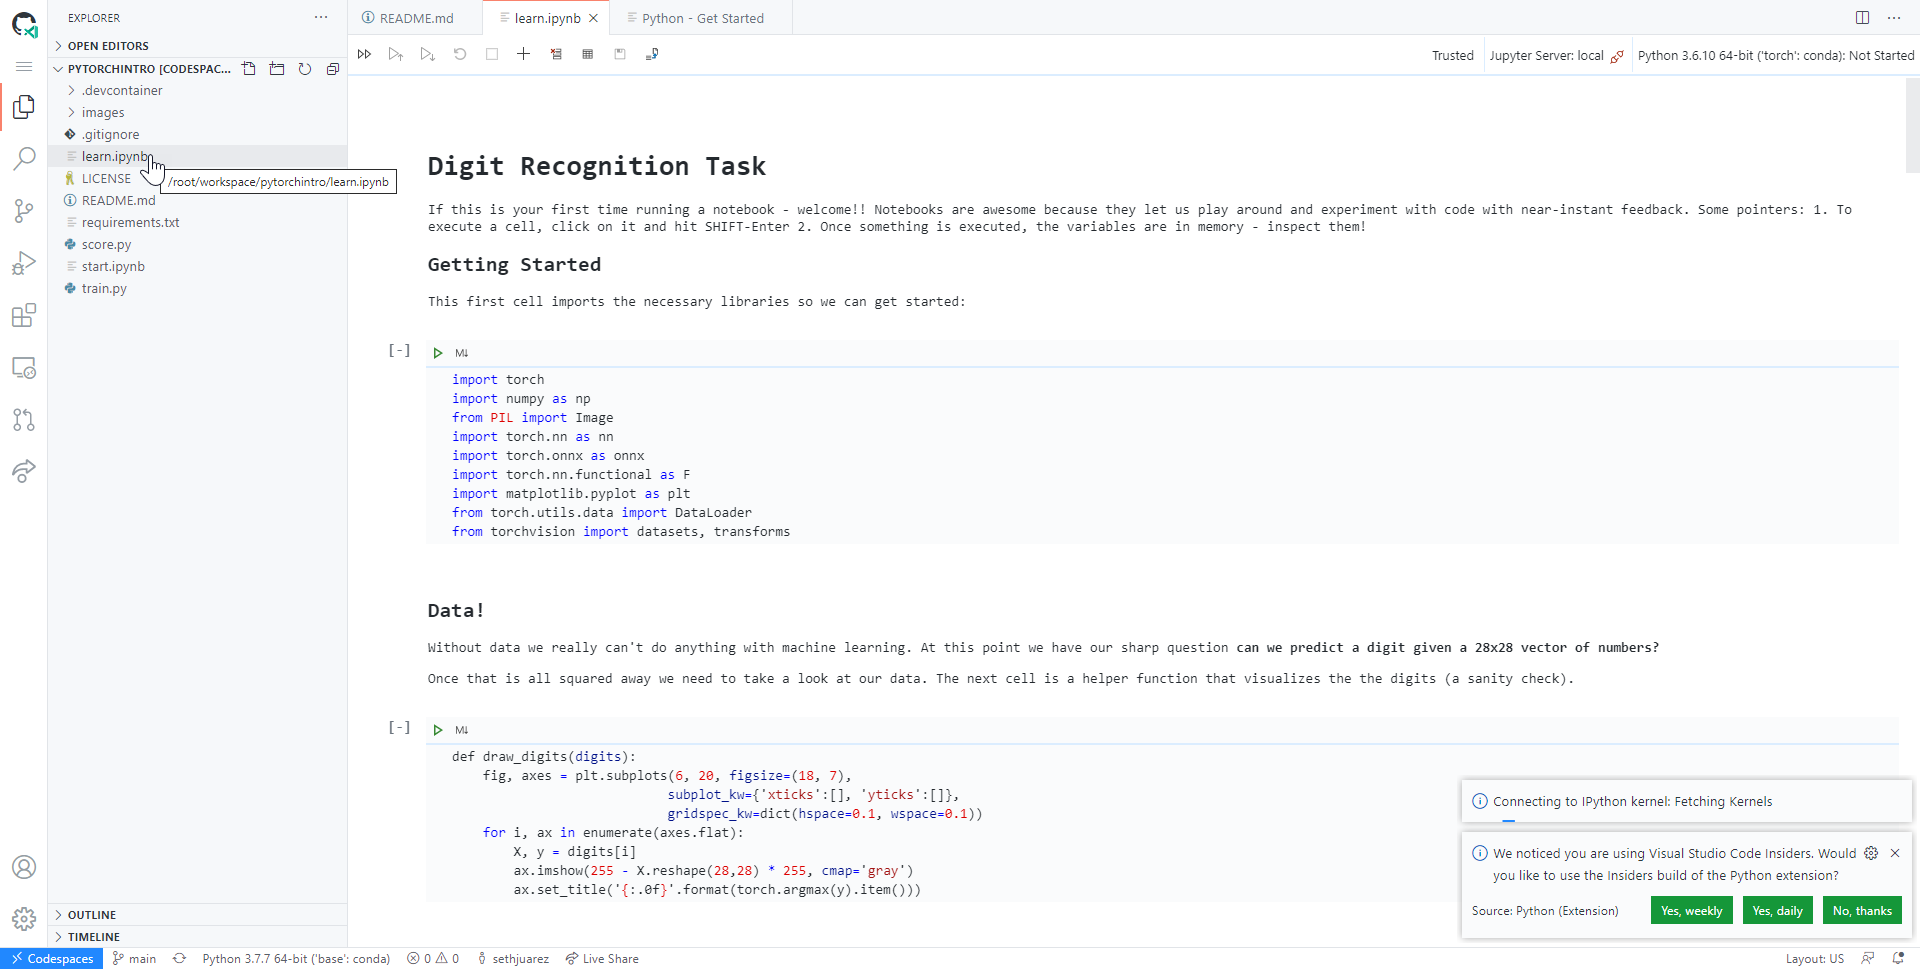 EXPLORER
OPEN EDITORS
PYTORCHINTRO [CODESPAC...
.devcontainer
images
.gitignore
learn.ipynb
LICENSE
/root/workspace/pytorchintro/learn.ipynb
README.md
requirements.txt
score.py
start.ipynb
train.py
OUTLINE
TIMELINE
README.md
learn.ipynb
Python - Get Started
Trusted
Jupyter Server: local
Python 3.6.10 64-bit ('torch': conda): Not Started
Digit Recognition Task
If this is your first time running a notebook - welcome!! Notebooks are awesome because they let us play around and experiment with code with near-instant feedback. Some pointers: 1. To
execute a cell, click on it and hit SHIFT-Enter 2. Once something is executed, the variables are in memory - inspect them!
Getting Started
This first cell imports the necessary libraries so we can get started:
[-]
M↓
import torch
import numpy as np
from PIL import Image
import torch.nn as nn
import torch.onnx as onnx
import torch.nn.functional as F
import matplotlib.pyplot as plt
from torch.utils.data import DataLoader
from torchvision import datasets, transforms
Data!
Without data we really can't do anything with machine learning. At this point we have our sharp question can we predict a digit given a 28x28 vector of numbers?
Once that is all squared away we need to take a look at our data. The next cell is a helper function that visualizes the the digits (a sanity check).
[-]
M↓
def draw_digits(digits):
    fig, axes = plt.subplots(6, 20, figsize=(18, 7),
                            subplot_kw={'xticks':[], 'yticks':[]},
                            gridspec_kw=dict(hspace=0.1, wspace=0.1))
    for i, ax in enumerate(axes.flat):
        X, y = digits[i]
        ax.imshow(255 - X.reshape(28,28) * 255, cmap='gray')
        ax.set_title('{:.0f}'.format(torch.argmax(y).item()))
Connecting to IPython kernel: Fetching Kernels
We noticed you are using Visual Studio Code Insiders. Would
you like to use the Insiders build of the Python extension?
Source: Python (Extension)
Yes, weekly
Yes, daily
No, thanks
Codespaces
main
Python 3.7.7 64-bit ('base': conda)
0
0
sethjuarez
Live Share
Layout: US